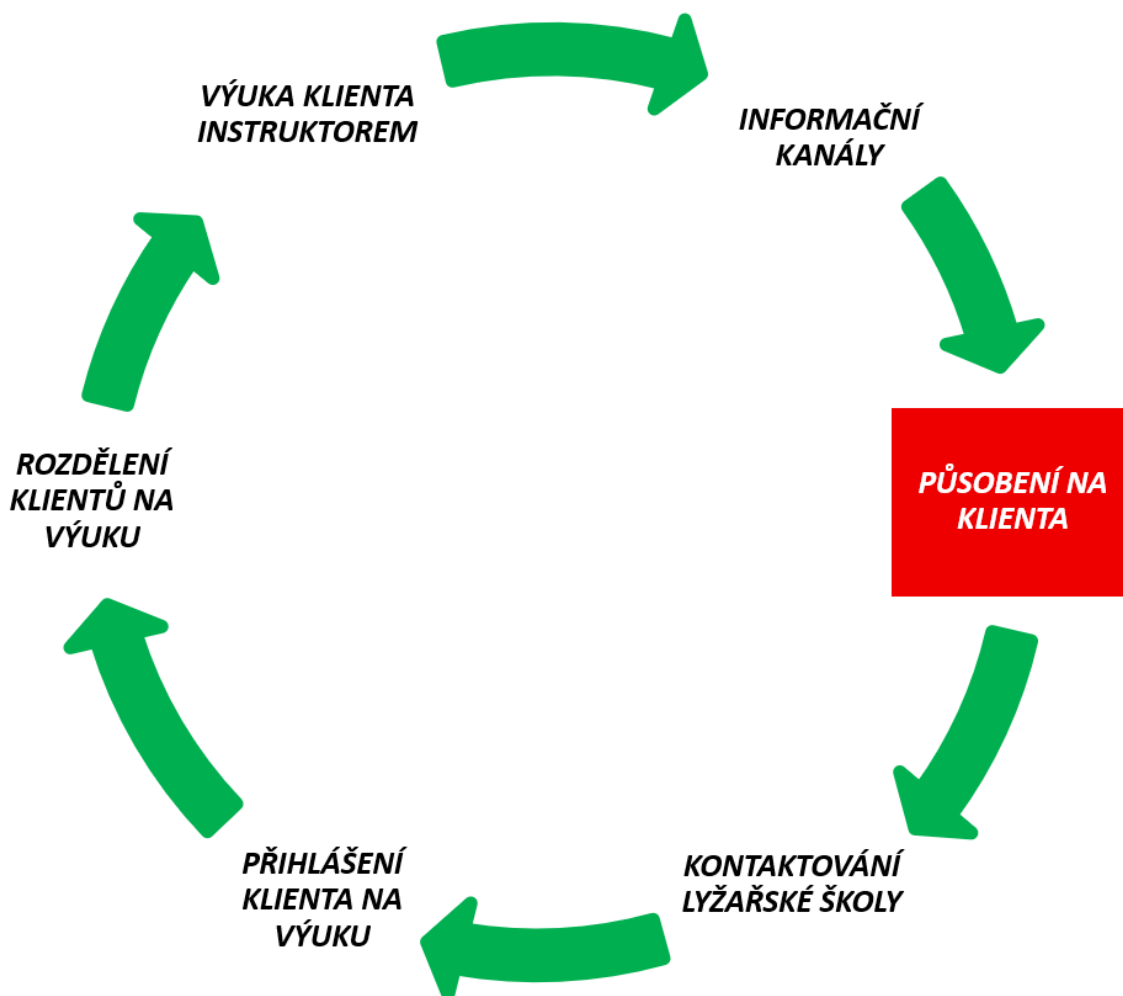 VÝUKA KLIENTA
INSTRUKTOREM
INFORMAČNÍ
KANÁLY
PŮSOBENÍ NA
KLIENTA
KONTAKTOVÁNÍ
LYŽAŘSKÉ ŠKOLY
PŘIHLÁŠENÍ
KLIENTA NA
VÝUKU
ROZDĚLENÍ
KLIENTŮ NA
VÝUKU